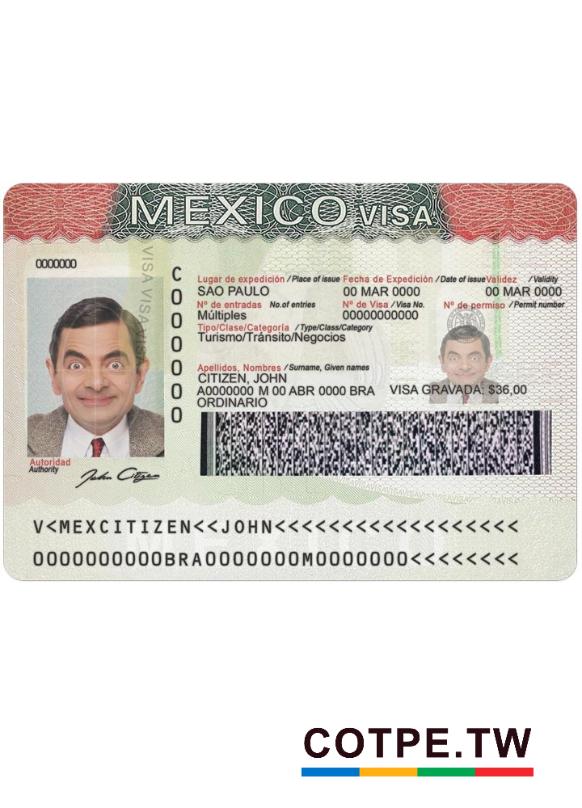 MEXICO VISA
0000000
VISA VISA
C000000
Lugar de expedición / Place of issue Fecha de Expedición / Date of issue Validez / Validity
SAO PAULO 00 MAR 0000 00 MAR 0000
Nº de entradas No.of entries Nº de Visa / Visa No. Nº de permiso / Permit number
Múltiples 00000000000
Tipo/Clase/Categoría / Type/Class/Category
Turismo/Tránsito/Negocios
Apellidos, Nombres / Surname, Given names
CITIZEN, JOHN
A0000000 M 00 ABR 0000 BRA VISA GRAVADA: $36,00
ORDINARIO
Autoridad
Authority
John Citizen
V<MEXCITIZEN<<JOHN<<<<<<<<<<<<<<<<<<
0000000000BRA0000000M0000000<<<<<<<<
MEXICO
COTPE.TW